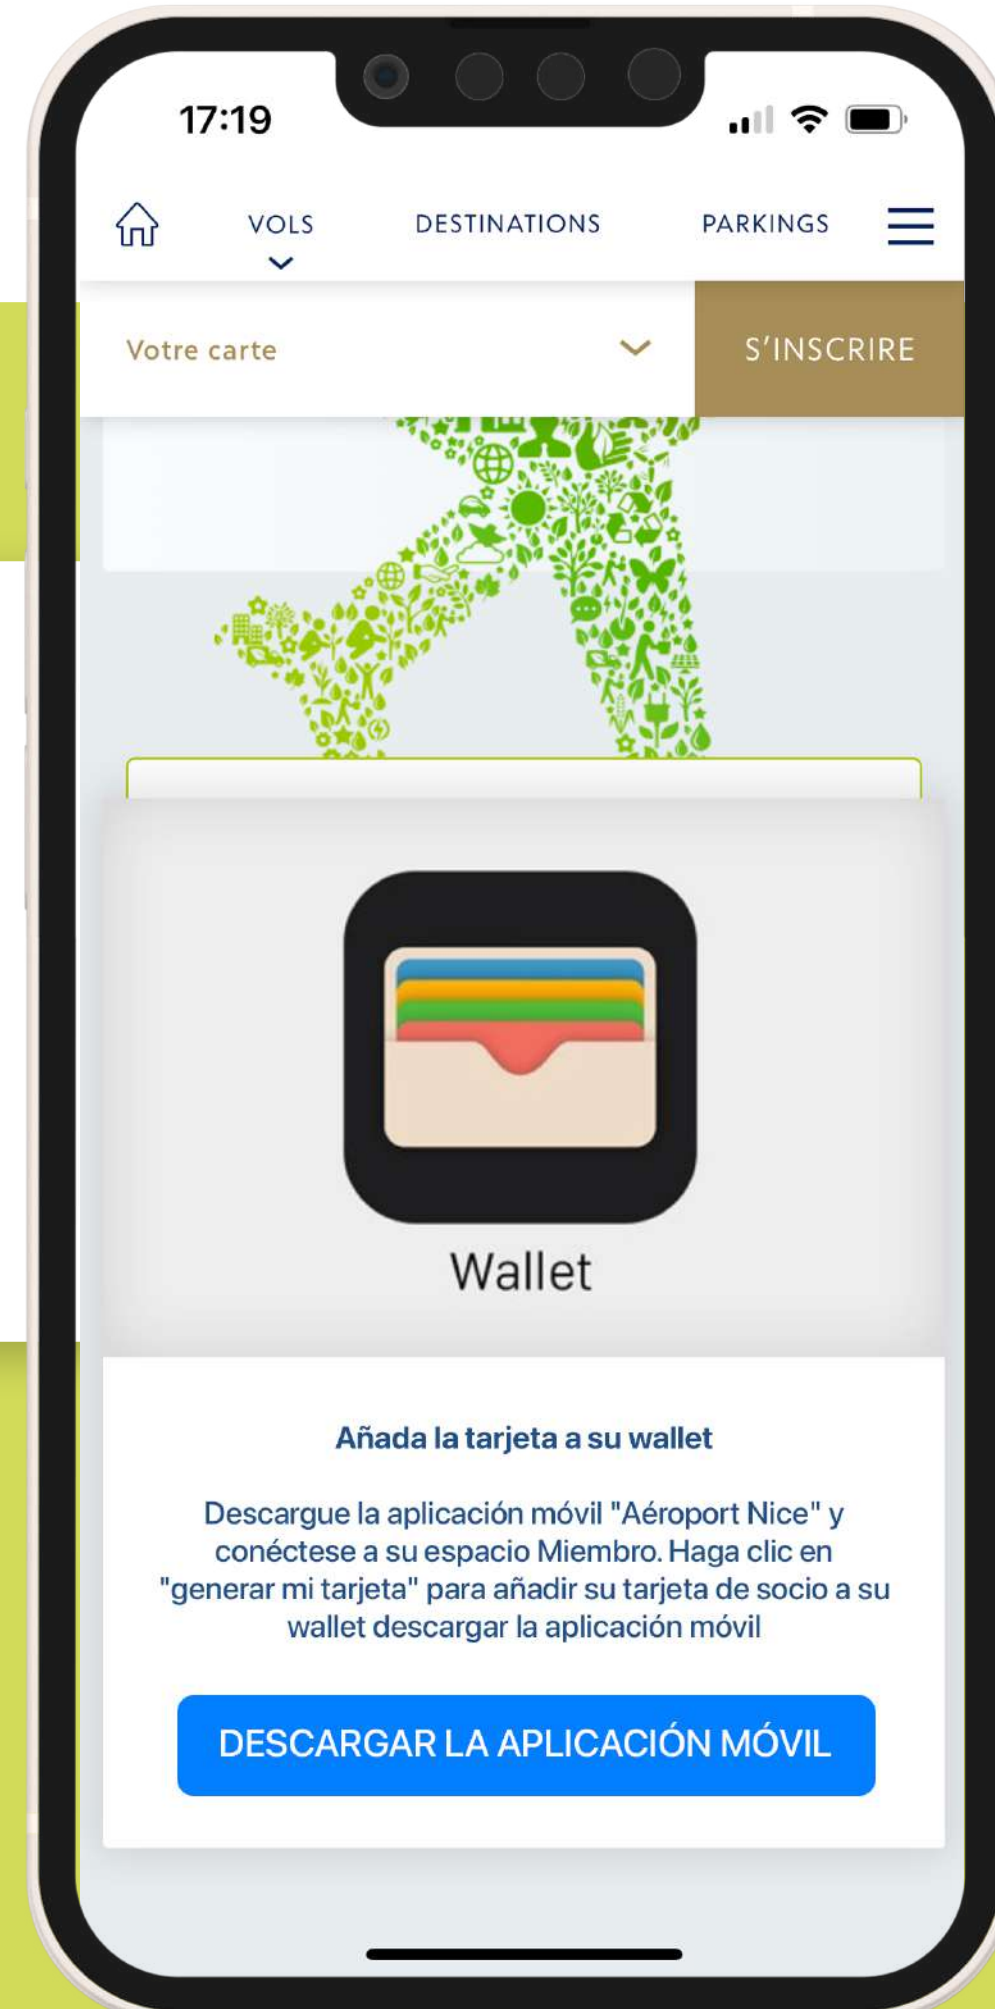 17:19
VOLS
DESTINATIONS
PARKINGS
Votre carte
S'INSCRIRE
Wallet
Añada la tarjeta a su wallet
Descargue la aplicación móvil "Aéroport Nice" y
conéctese a su espacio Miembro. Haga clic en
"generar mi tarjeta" para añadir su tarjeta de socio a su
wallet descargar la aplicación móvil
DESCARGAR LA APLICACIÓN MÓVIL